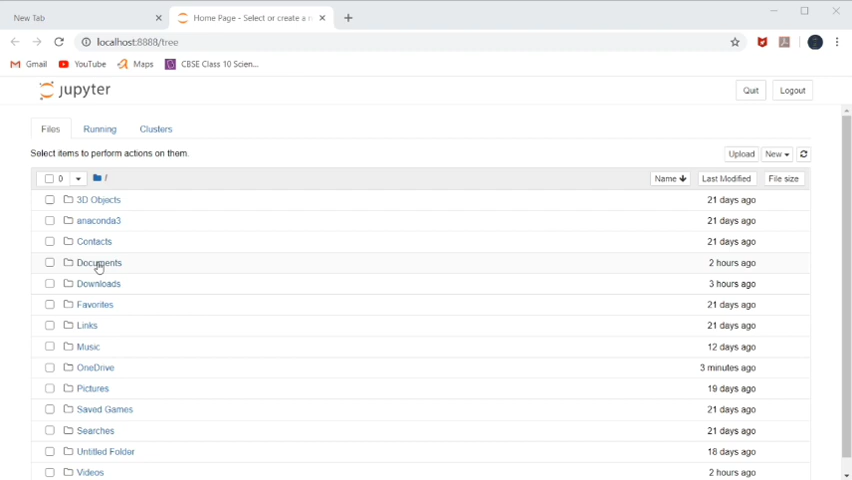 New Tab
Home Page - Select or create a n
localhost:8888/tree
Gmail YouTube Maps CBSE Class 10 Scien...
jupyter
Quit Logout
Files Running Clusters
Select items to perform actions on them.
Upload New
0 / Name Last Modified File size
3D Objects 21 days ago
anaconda3 21 days ago
Contacts 21 days ago
Documents 2 hours ago
Downloads 3 hours ago
Favorites 21 days ago
Links 21 days ago
Music 12 days ago
OneDrive 3 minutes ago
Pictures 19 days ago
Saved Games 21 days ago
Searches 21 days ago
Untitled Folder 18 days ago
Videos 2 hours ago